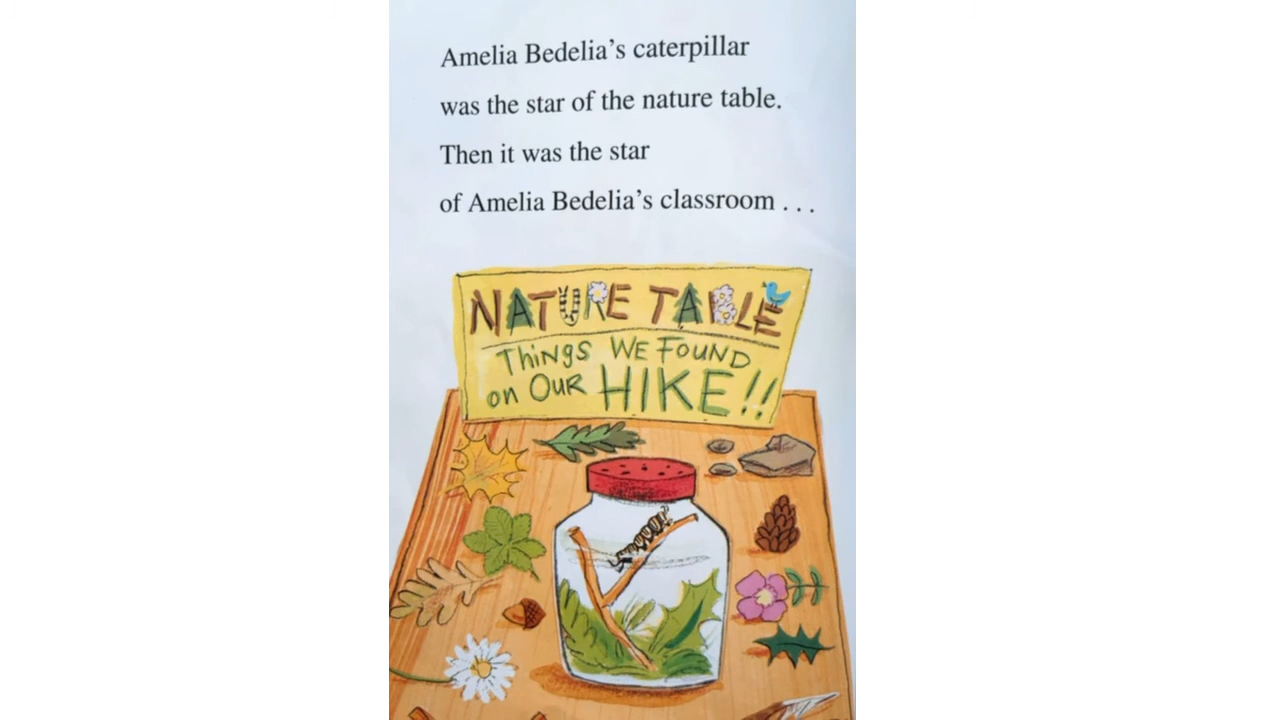 Amelia Bedelia's caterpillar
was the star of the nature table.
Then it was the star
of Amelia Bedelia's classroom . . .
NATURE TABLE
Things WE FOUND
on OUR HIKE!!